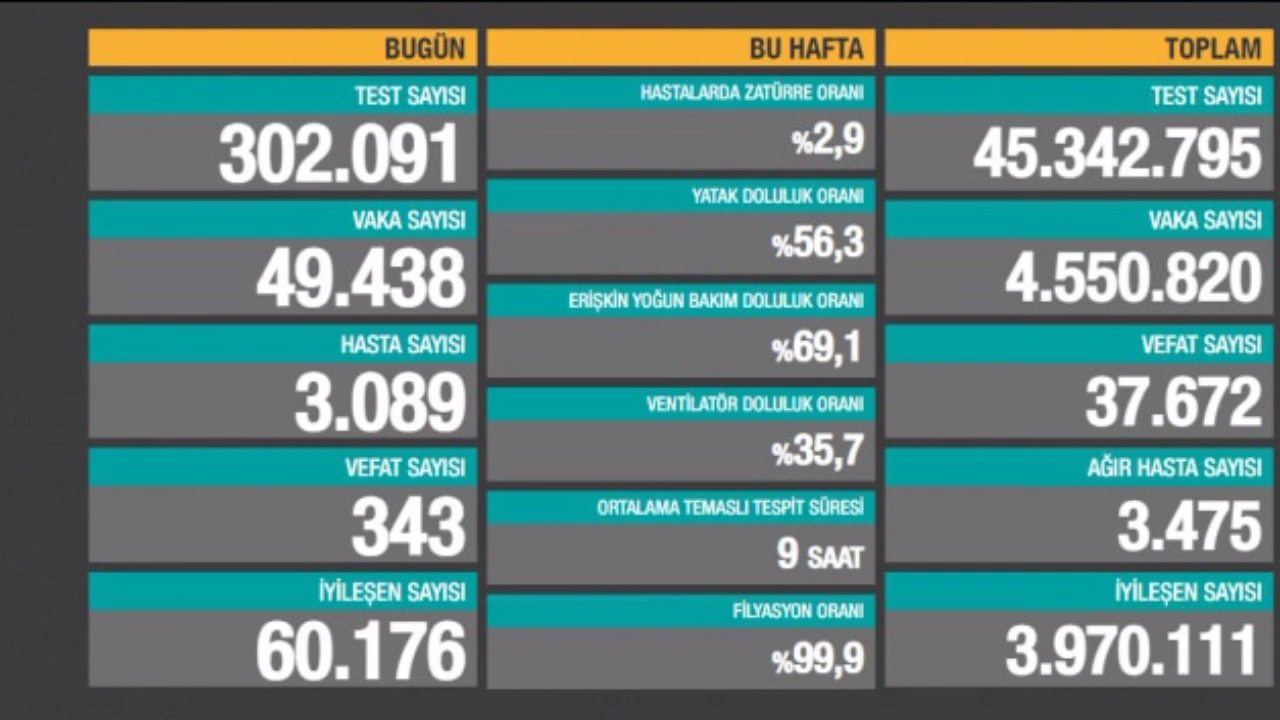 BUGÜN
TEST SAYISI
302.091
VAKA SAYISI
49.438
HASTA SAYISI
3.089
VEFAT SAYISI
343
İYİLEŞEN SAYISI
60.176
BU HAFTA
HASTALARDA ZATÜRRE ORANI
%2,9
YATAK DOLULUK ORANI
%56,3
ERİŞKİN YOĞUN BAKIM DOLULUK ORANI
%69,1
VENTİLATÖR DOLULUK ORANI
%35,7
ORTALAMA TEMASLI TESPİT SÜRESİ
9 SAAT
FİLYASYON ORANI
%99,9
TOPLAM
TEST SAYISI
45.342.795
VAKA SAYISI
4.550.820
VEFAT SAYISI
37.672
AĞIR HASTA SAYISI
3.475
İYİLEŞEN SAYISI
3.970.111